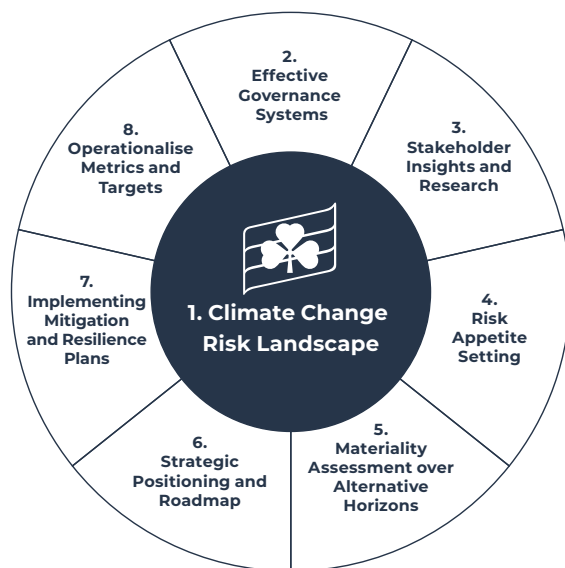 2.
Effective
Governance
Systems
3.
Stakeholder
Insights and
Research
4.
Risk
Appetite
Setting
5.
Materiality
Assessment over
Alternative
Horizons
6.
Strategic
Positioning and
Roadmap
7.
Implementing
Mitigation
and Resilience
Plans
8.
Operationalise
Metrics and
Targets
1. Climate Change
Risk Landscape